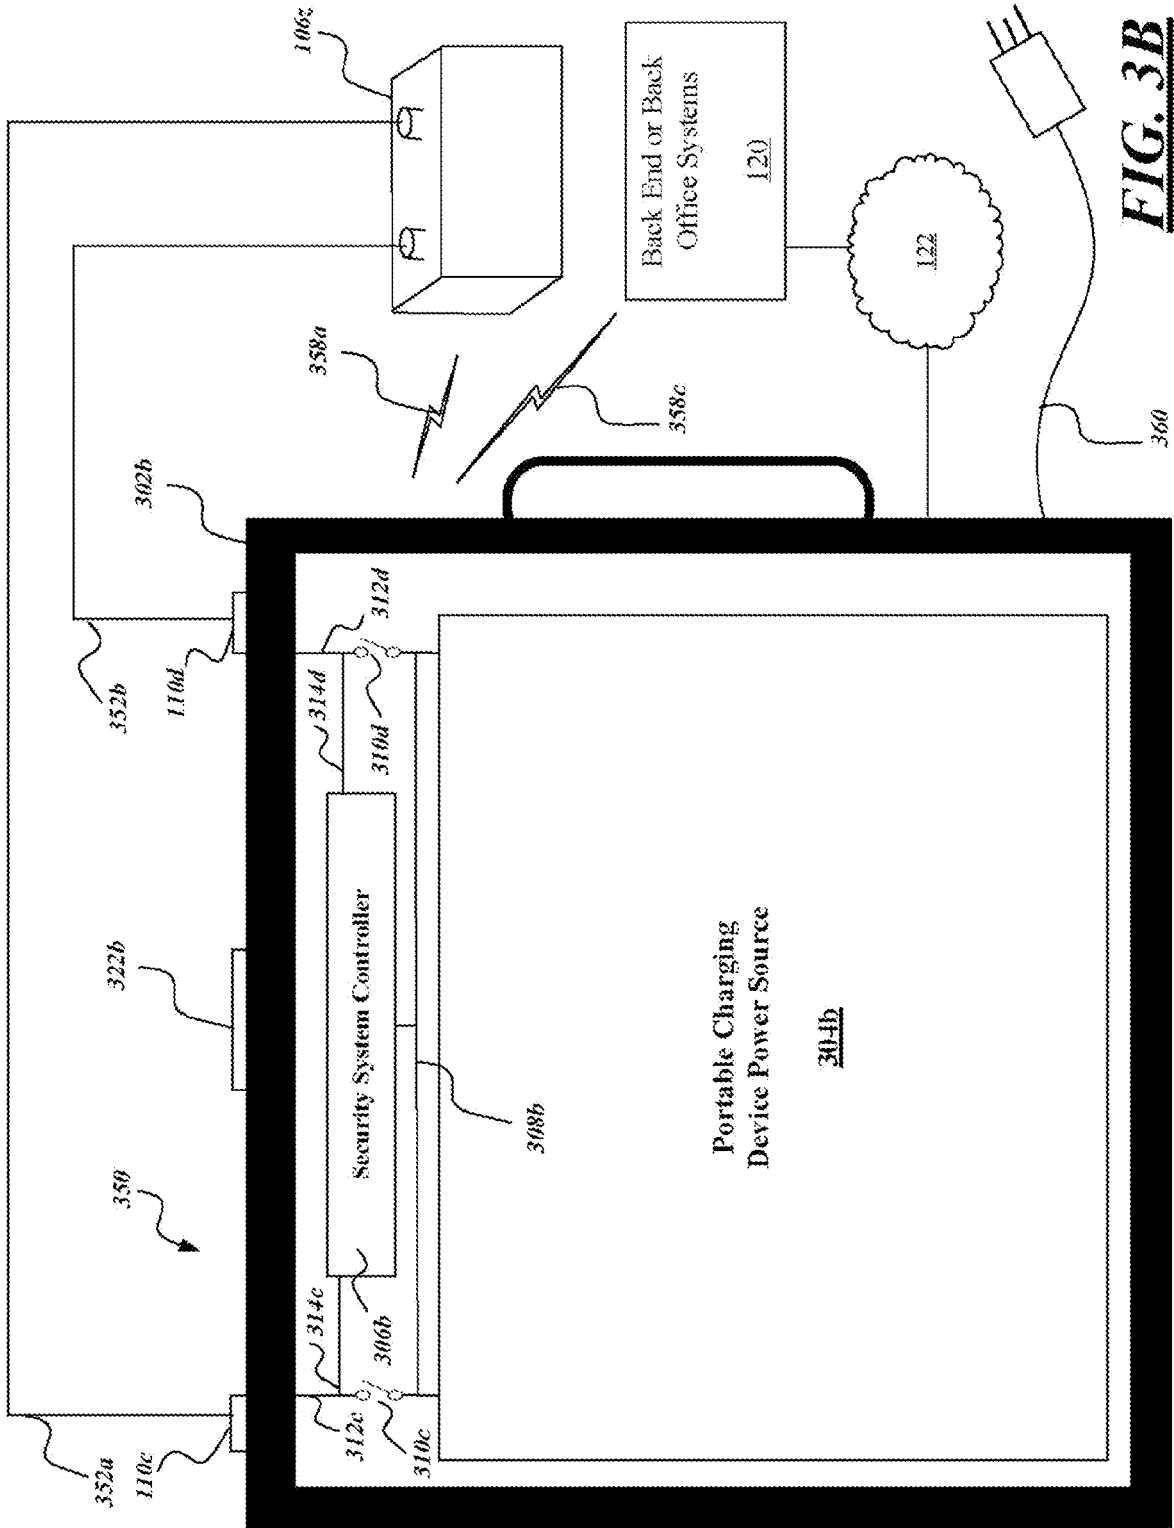 352a
350
322b
352b
110c
110d
302b
106z
358a
314c
314d
312c
Security System Controller
312d
306b
310d
310c
308b
358c
Back End or Back
Office Systems
120
Portable Charging
Device Power Source
304b
122
360
FIG. 3B